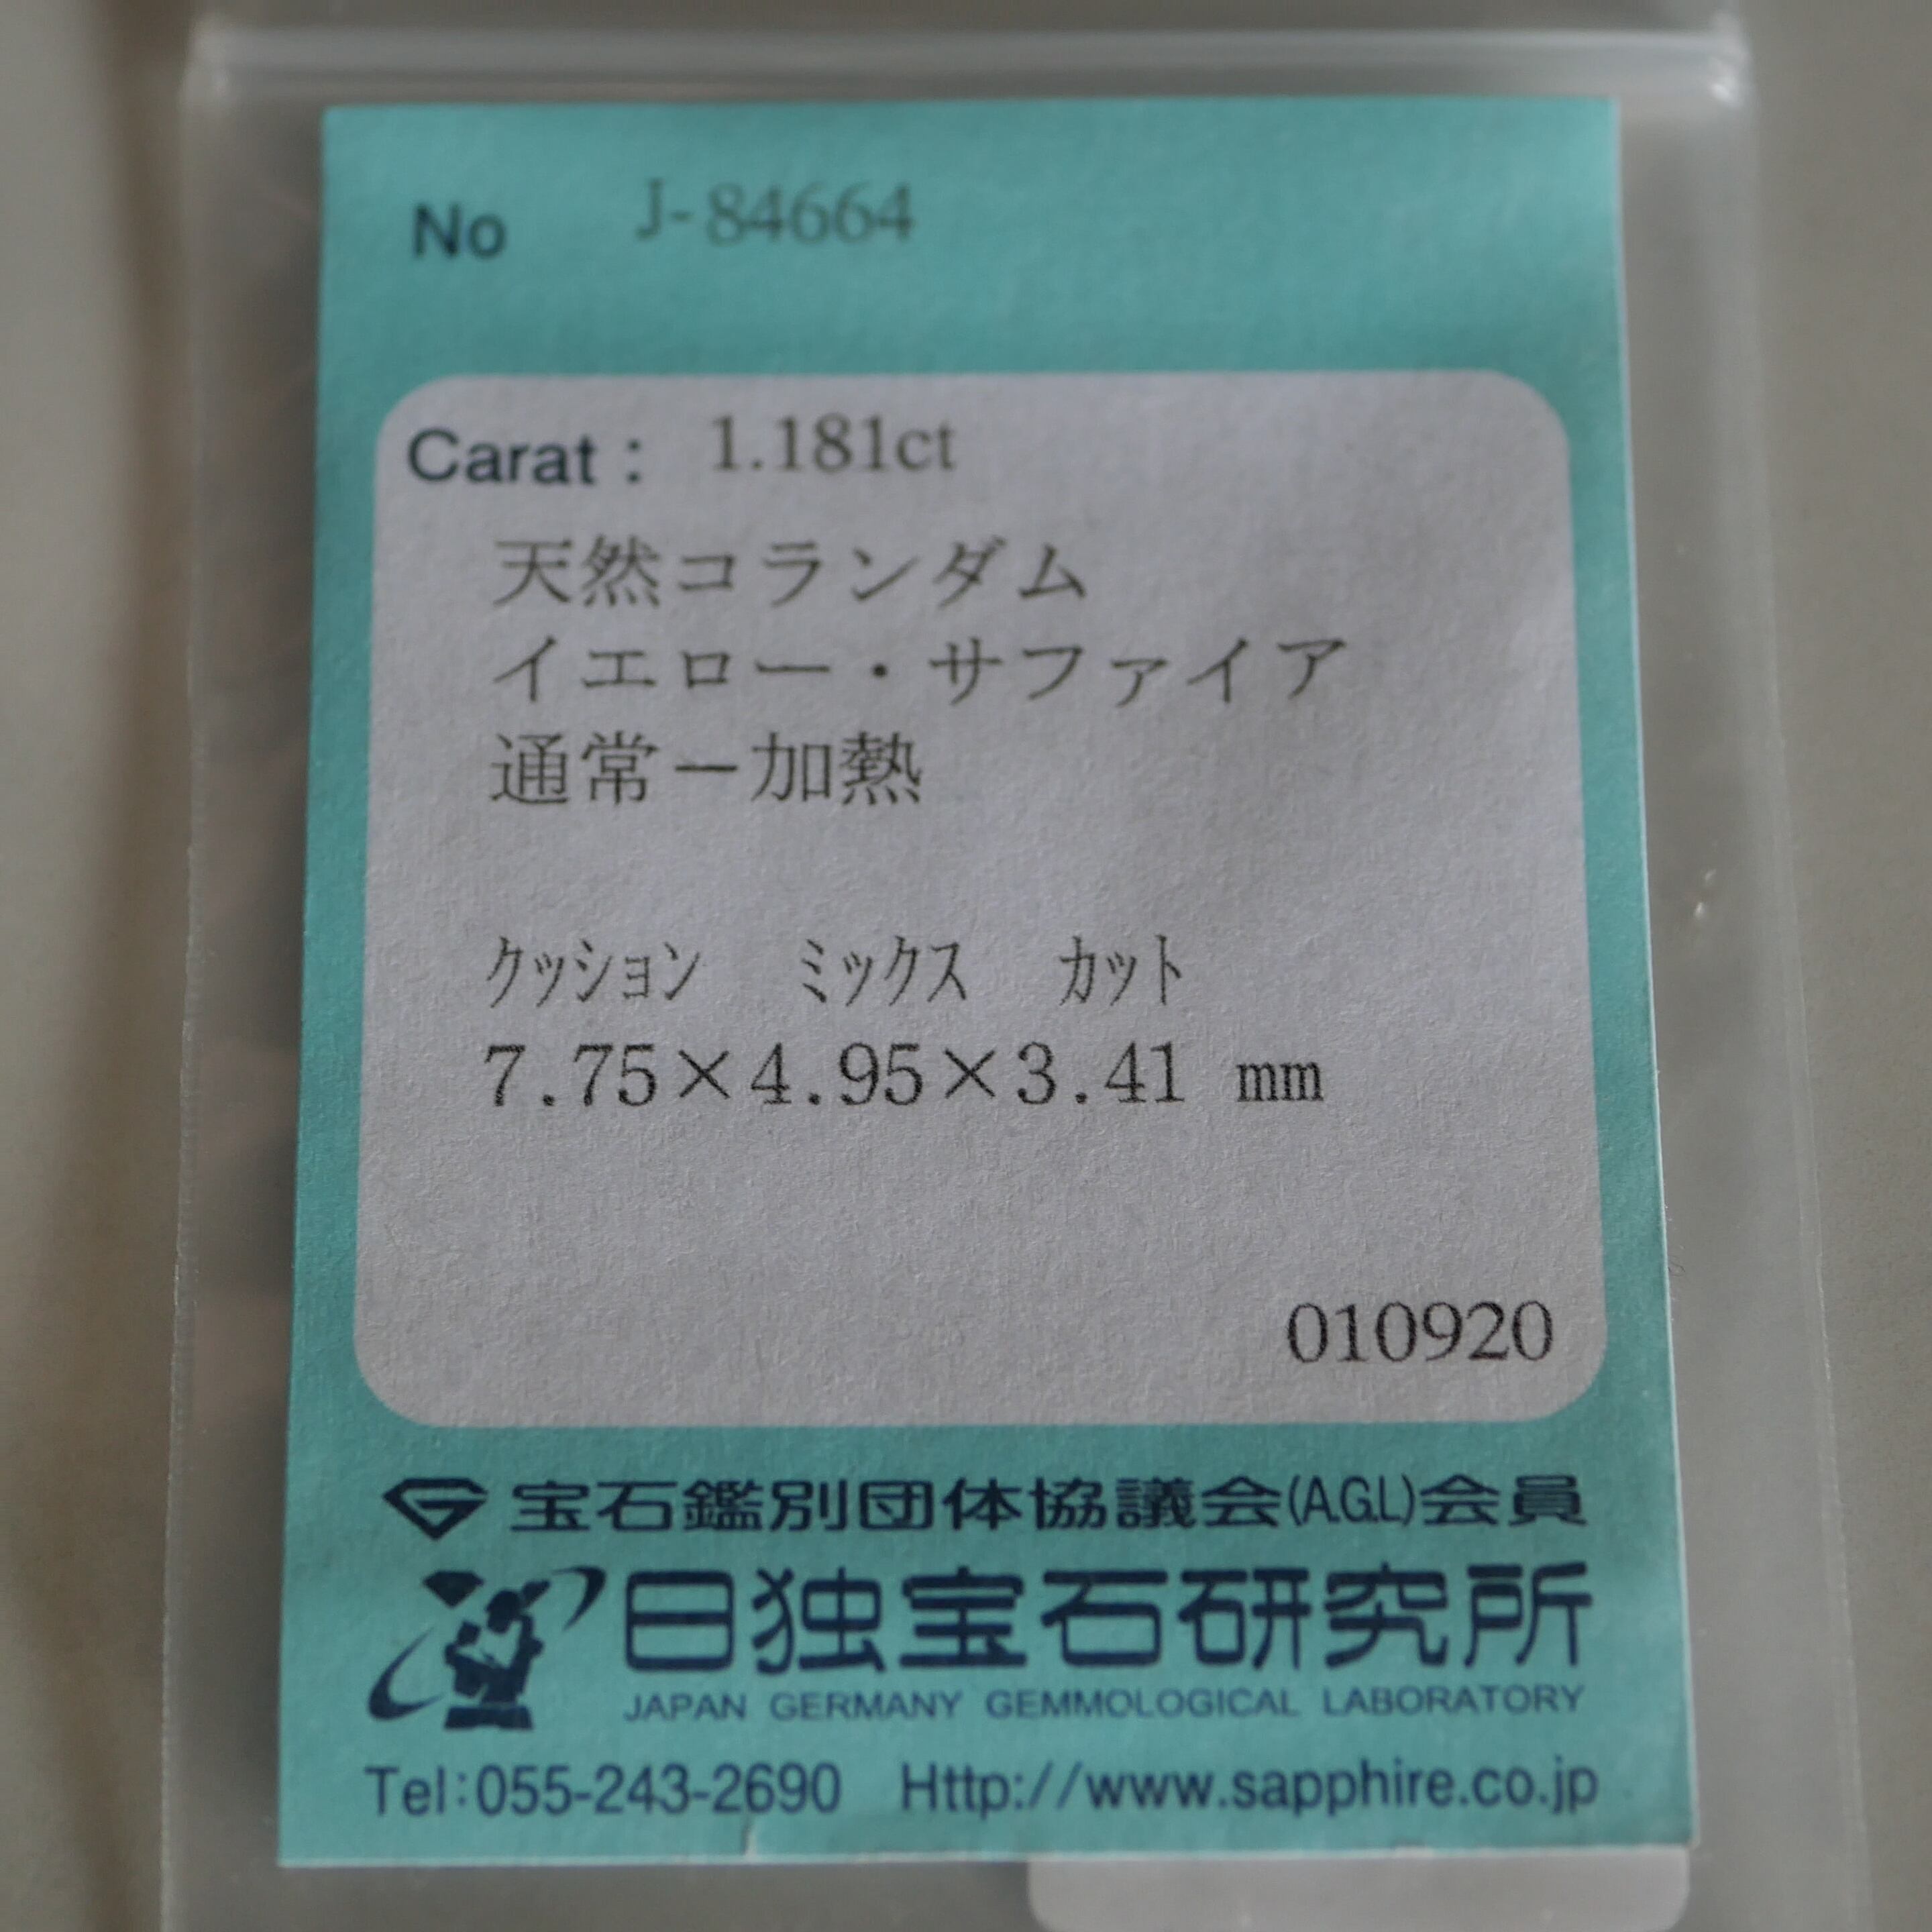 No J-84664
Carat : 1.181ct
天然コランダム
イエロー・サファイア
通常－加熱
ｸｯｼｮﾝ ﾐｯｸｽ ｶｯﾄ
7.75×4.95×3.41 mm
010920
宝石鑑別団体協議会(A.G.L)会員
日独宝石研究所
JAPAN GERMANY GEMMOLOGICAL LABORATORY
Tel:055-243-2690 Http://www.sapphire.co.jp